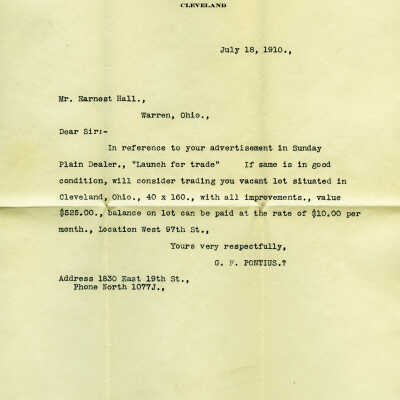 CLEVELAND
July 18, 1910.,
Mr. Earnest Hall.,
Warren, Ohio.,
Dear Sir:-
In reference to your advertisement in Sunday
Plain Dealer., "Launch for trade" If same is in good
condition, will consider trading you vacant lot situated in
Cleveland, Ohio., 40 x 160., with all improvements., value
$525.00., balance on lot can be paid at the rate of $10.00 per
month., Location West 97th St.,
Yours very respectfully,
G. F. PONTIUS.?
Address 1830 East 19th St.,
Phone North 1077J.,